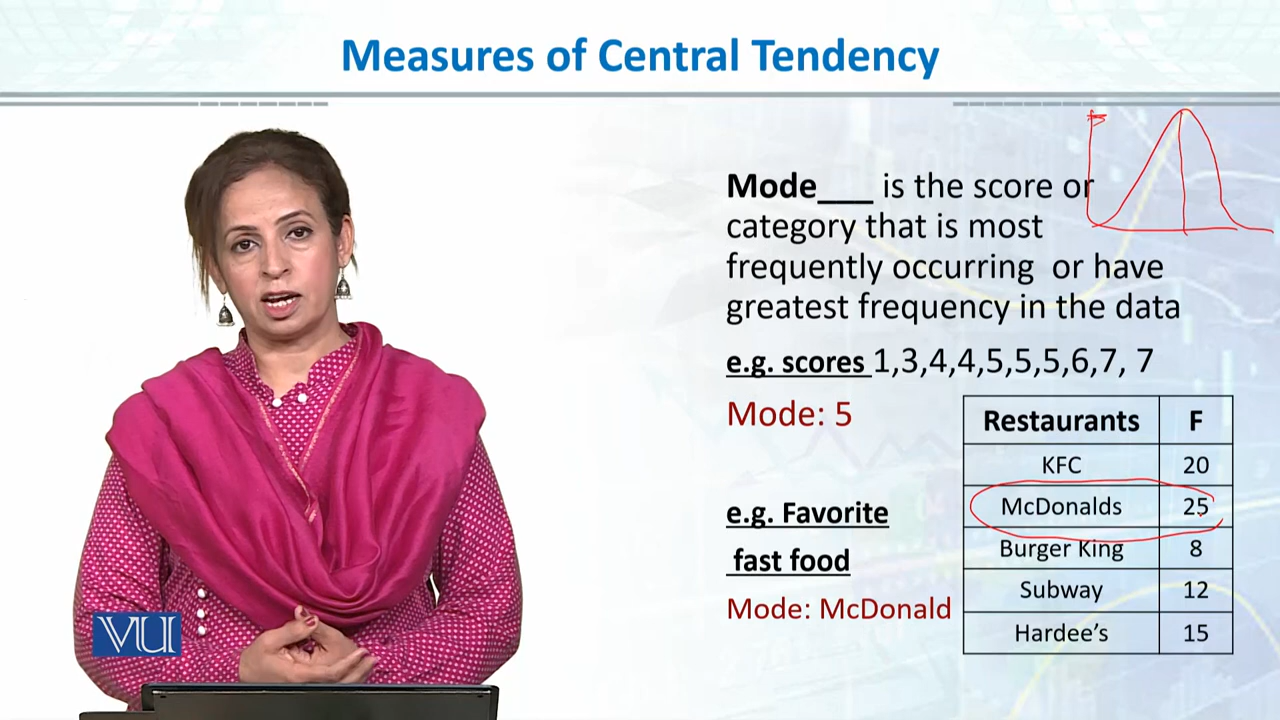 Measures of Central Tendency
Mode___ is the score or
category that is most
frequently occurring or have
greatest frequency in the data
e.g. scores 1,3,4,4,5,5,5,6,7, 7
Mode: 5
Restaurants F
KFC 20
McDonalds 25
Burger King 8
Subway 12
Hardee’s 15
e.g. Favorite
fast food
Mode: McDonald
VU